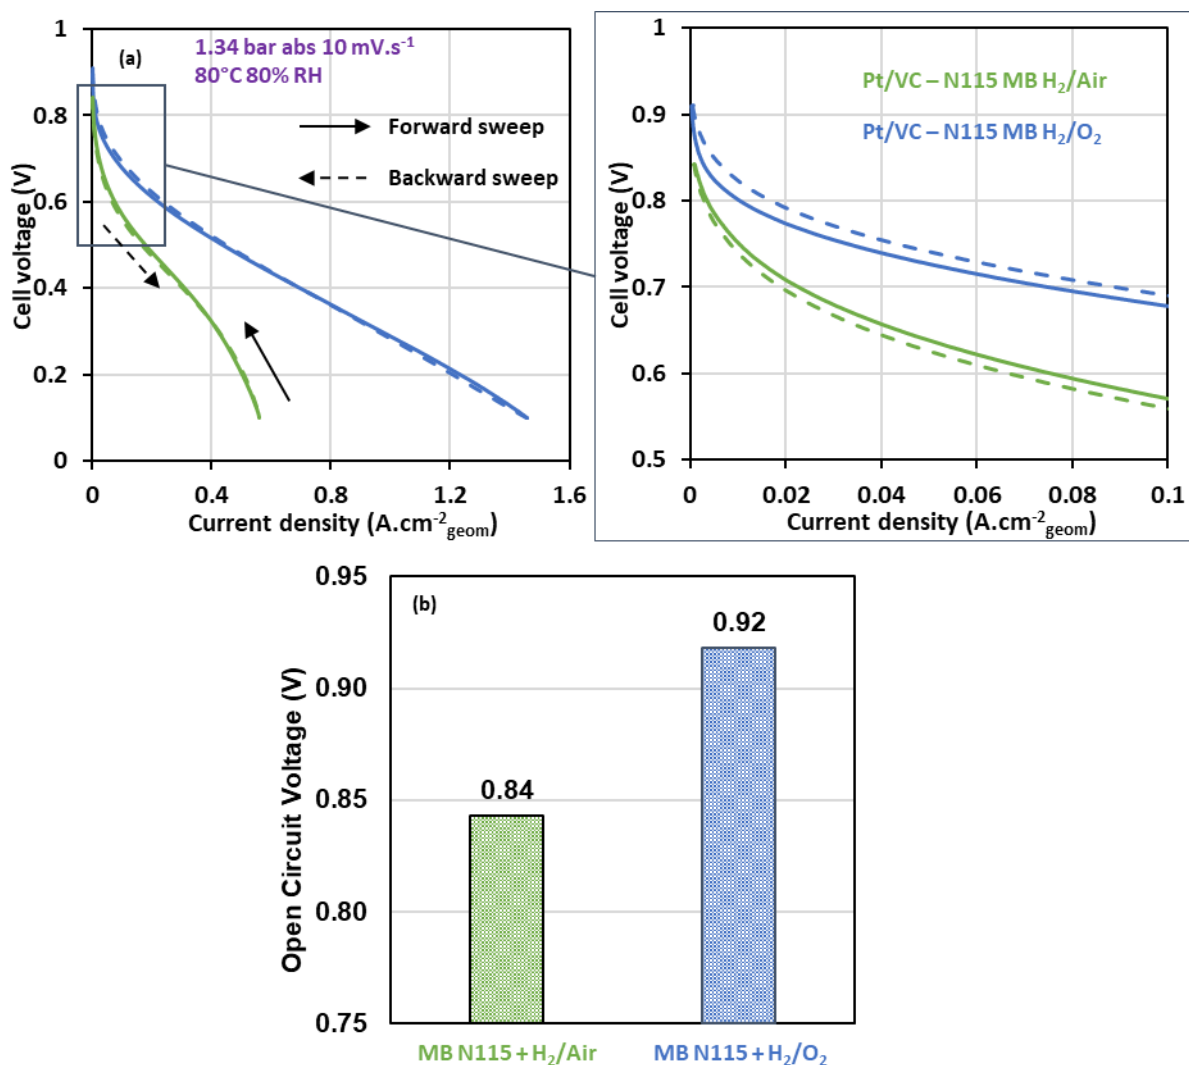 (a)
1.34 bar abs 10 mV.s⁻¹
80°C 80% RH
Forward sweep
Backward sweep
Cell voltage (V)
1
0.8
0.6
0.4
0.2
0
0
0.4
0.8
1.2
1.6
Current density (A.cm⁻²geom)
Pt/VC – N115 MB H₂/Air
Pt/VC – N115 MB H₂/O₂
Cell voltage (V)
1
0.9
0.8
0.7
0.6
0.5
0
0.02
0.04
0.06
0.08
0.1
Current density (A.cm⁻²geom)
(b)
Open Circuit Voltage (V)
0.95
0.90
0.85
0.80
0.75
0.84
0.92
MB N115 + H₂/Air
MB N115 + H₂/O₂